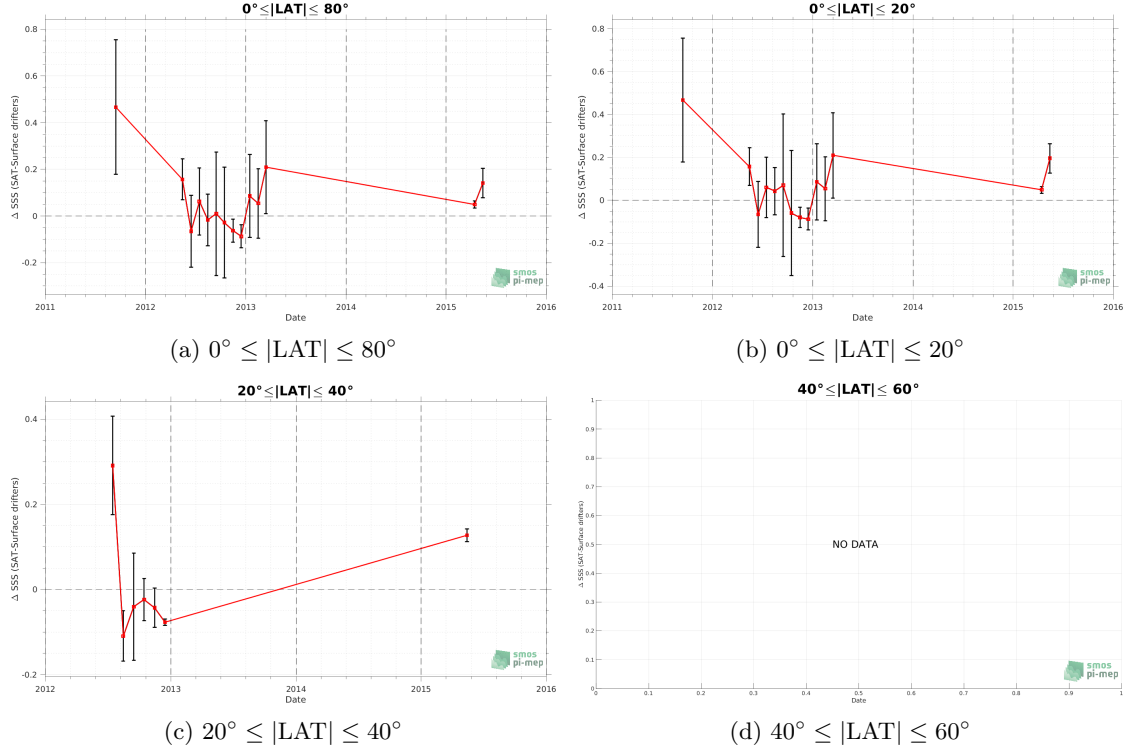 0°≤|LAT|≤ 80°
Δ SSS (SAT-Surface drifters)
0.8
0.6
0.4
0.2
0
-0.2
2011 2012 2013 2014 2015 2016
Date
smos
pi-mep
(a) 0° ≤ |LAT| ≤ 80°
0°≤|LAT|≤ 20°
Δ SSS (SAT-Surface drifters)
0.8
0.6
0.4
0.2
0
-0.2
-0.4
2011 2012 2013 2014 2015 2016
Date
smos
pi-mep
(b) 0° ≤ |LAT| ≤ 20°
20°≤|LAT|≤ 40°
Δ SSS (SAT-Surface drifters)
0.4
0.2
0
-0.2
2012 2013 2014 2015 2016
Date
smos
pi-mep
(c) 20° ≤ |LAT| ≤ 40°
40°≤|LAT|≤ 60°
Δ SSS (SAT-Surface drifters)
1
0.9
0.8
0.7
0.6
0.5
0.4
0.3
0.2
0.1
0
NO DATA
0 0.1 0.2 0.3 0.4 0.5 0.6 0.7 0.8 0.9 1
Date
smos
pi-mep
(d) 40° ≤ |LAT| ≤ 60°